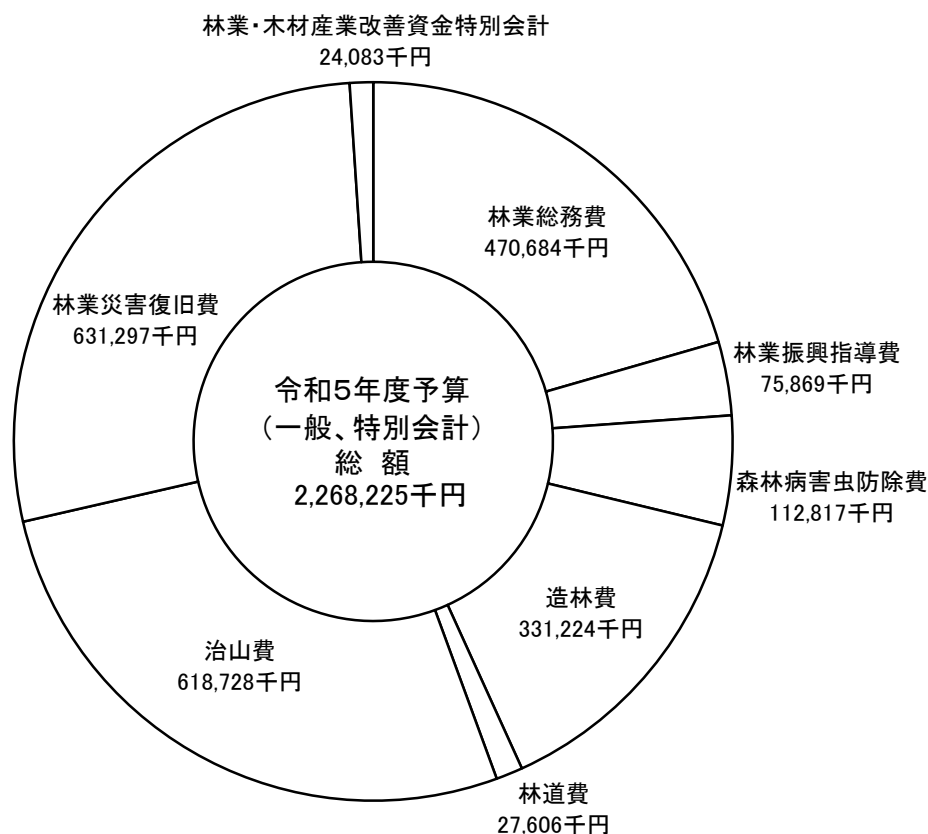 林業・木材産業改善資金特別会計
24,083千円
林業総務費
470,684千円
林業振興指導費
75,869千円
森林病害虫防除費
112,817千円
造林費
331,224千円
林道費
27,606千円
治山費
618,728千円
林業災害復旧費
631,297千円
令和5年度予算
（一般、特別会計）
総　額
2,268,225千円